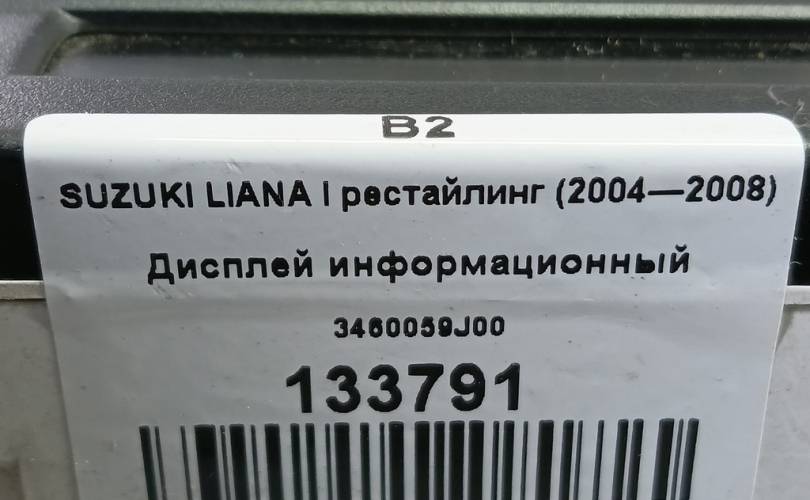 B2
SUZUKI LIANA I рестайлинг (2004—2008)
Дисплей информационный
3460059J00
133791